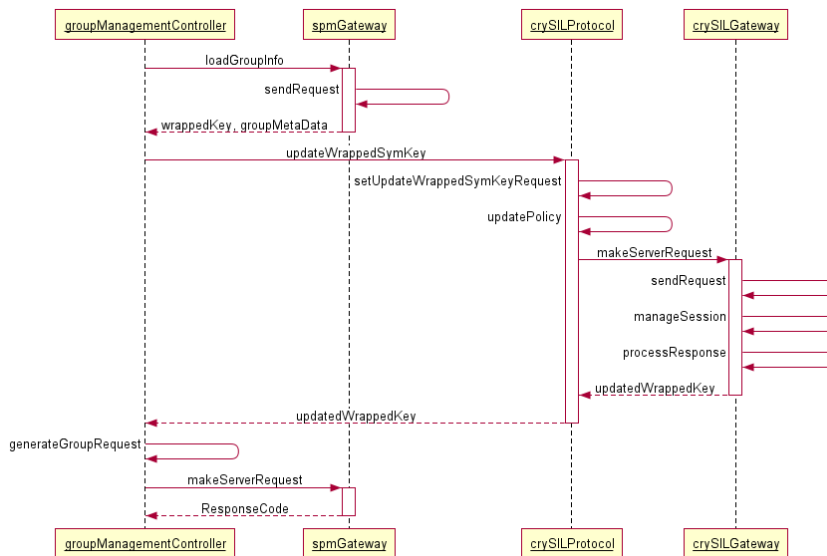 groupManagementController
spmGateway
crySILProtocol
crySILGateway
loadGroupInfo
sendRequest
wrappedKey, groupMetaData
updateWrappedSymKey
setUpdateWrappedSymKeyRequest
updatePolicy
makeServerRequest
sendRequest
manageSession
processResponse
updatedWrappedKey
updatedWrappedKey
generateGroupRequest
makeServerRequest
ResponseCode
groupManagementController
spmGateway
crySILProtocol
crySILGateway